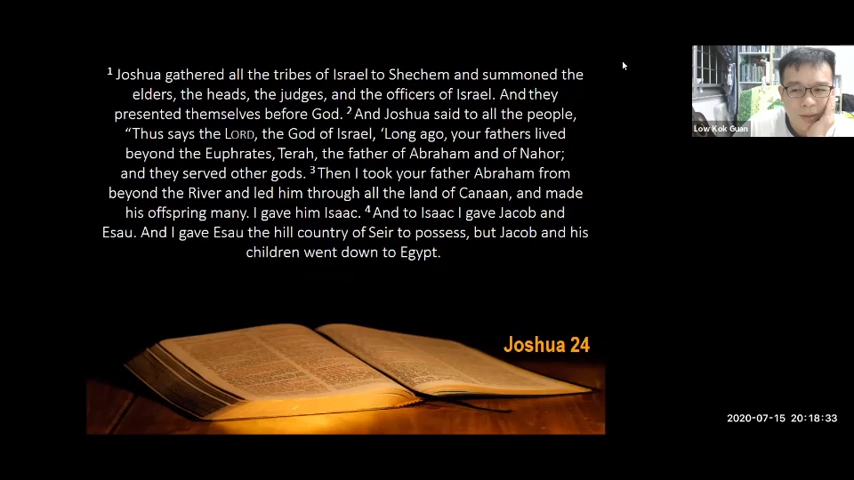 ¹ Joshua gathered all the tribes of Israel to Shechem and summoned the
elders, the heads, the judges, and the officers of Israel. And they
presented themselves before God. ² And Joshua said to all the people,
“Thus says the LORD, the God of Israel, ‘Long ago, your fathers lived
beyond the Euphrates, Terah, the father of Abraham and of Nahor;
and they served other gods. ³ Then I took your father Abraham from
beyond the River and led him through all the land of Canaan, and made
his offspring many. I gave him Isaac. ⁴ And to Isaac I gave Jacob and
Esau. And I gave Esau the hill country of Seir to possess, but Jacob and his
children went down to Egypt.
Joshua 24
Low Kok Guan
2020-07-15 20:18:33